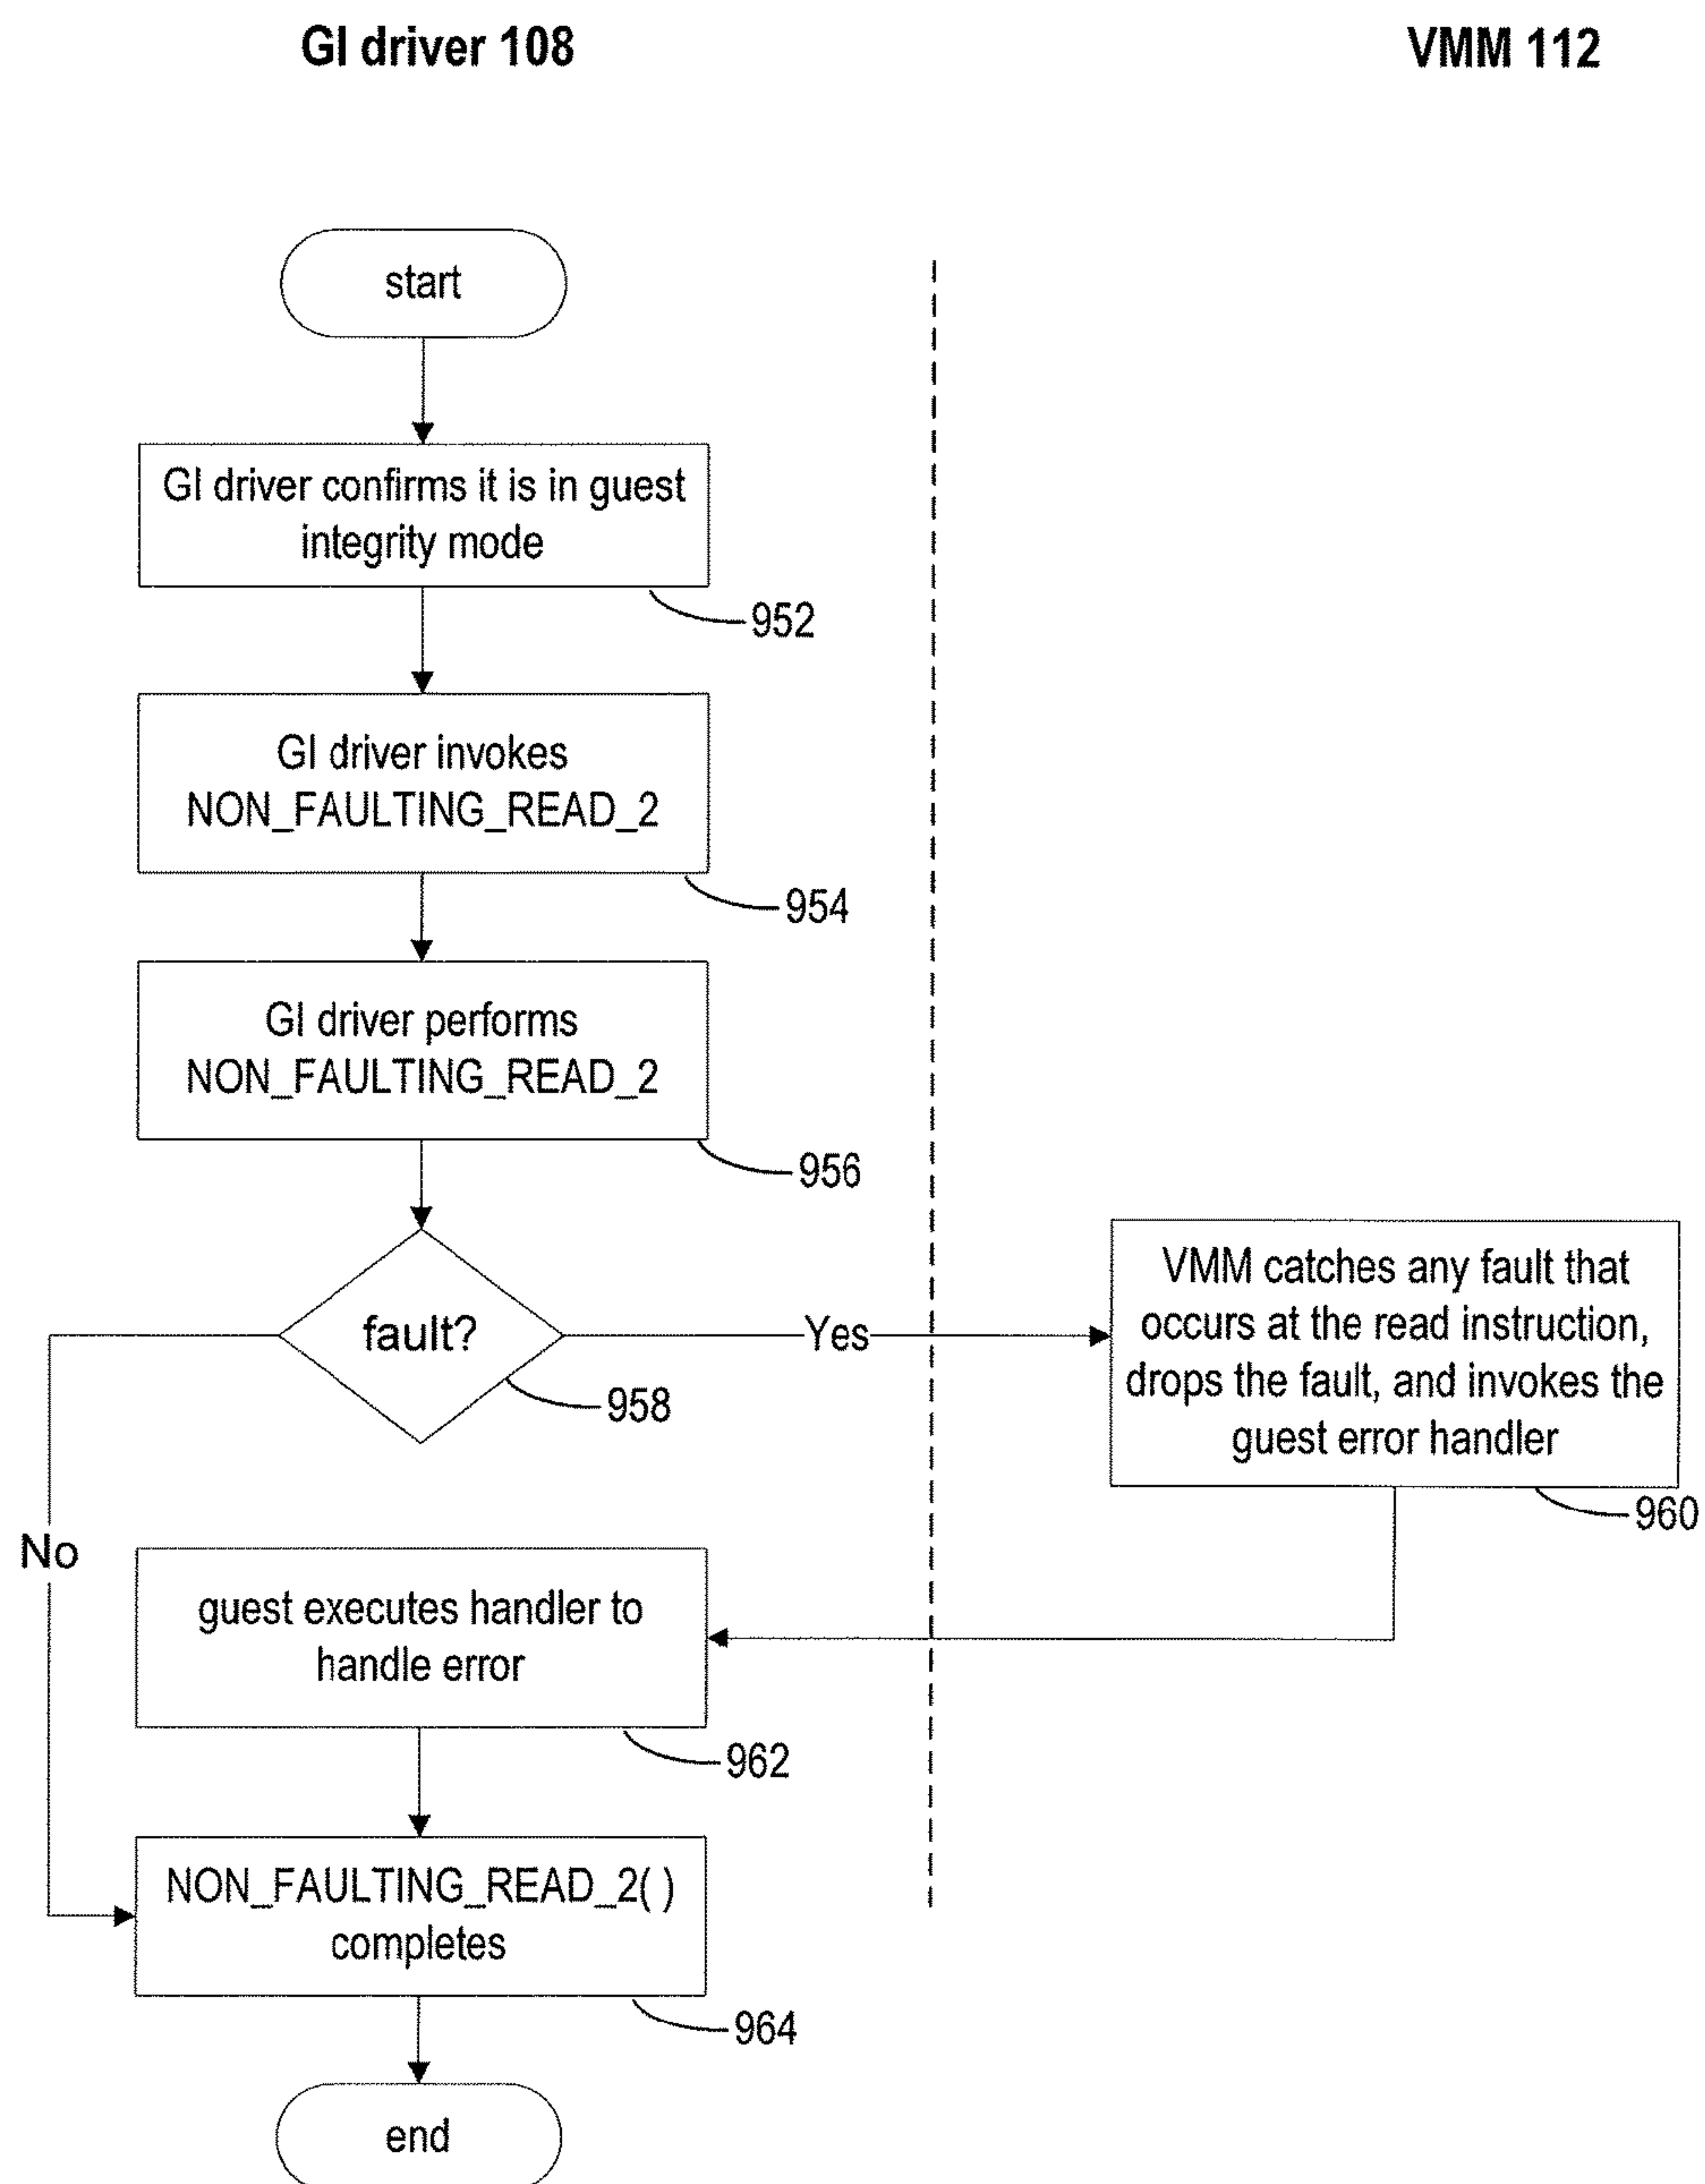 GI driver 108
VMM 112
start
GI driver confirms it is in guest
integrity mode
952
GI driver invokes
NON_FAULTING_READ_2
954
GI driver performs
NON_FAULTING_READ_2
956
fault?
Yes
958
VMM catches any fault that
occurs at the read instruction,
drops the fault, and invokes the
guest error handler
960
No
guest executes handler to
handle error
962
NON_FAULTING_READ_2( )
completes
964
end